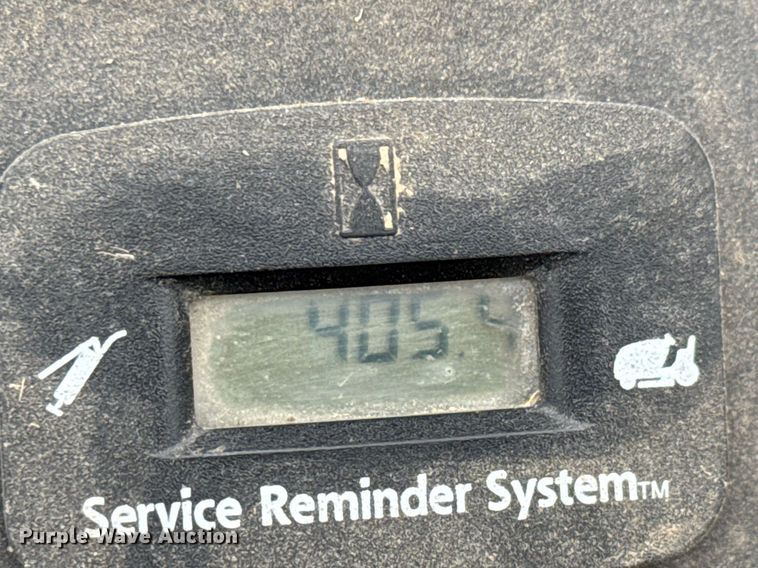 405.4
Service Reminder System™
Purple Wave Auction